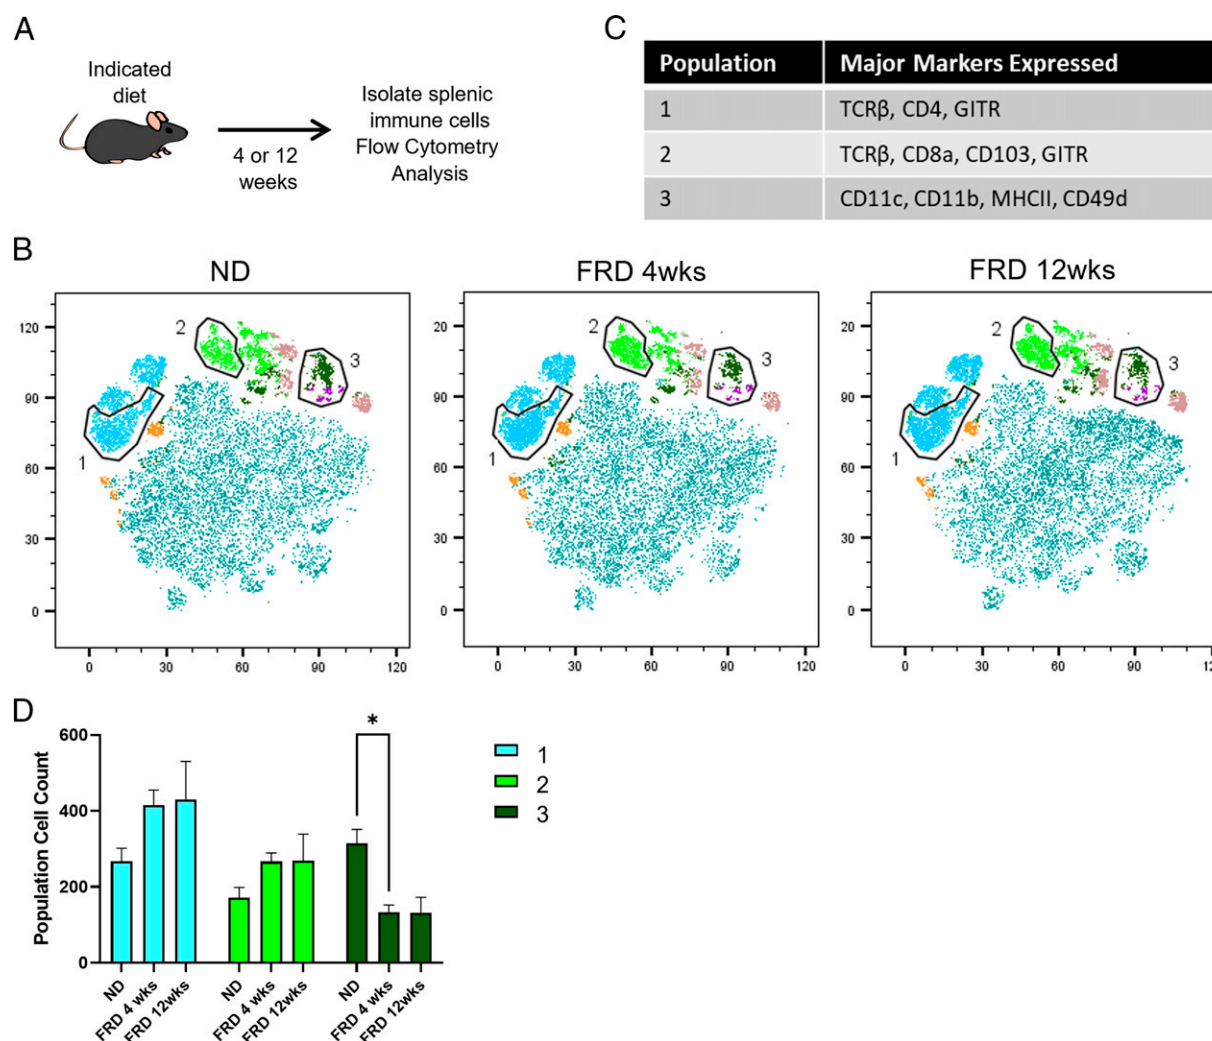 A
Indicated
diet
4 or 12
weeks
Isolate splenic
immune cells
Flow Cytometry
Analysis
C
Population Major Markers Expressed
1 TCRβ, CD4, GITR
2 TCRβ, CD8a, CD103, GITR
3 CD11c, CD11b, MHCII, CD49d
B
ND
120
90
60
30
0
0 30 60 90 120
1
2
3
FRD 4wks
20
90
60
30
0
0 30 60 90 120
1
2
3
FRD 12wks
20
90
60
30
0
0 30 60 90 12
1
2
3
D
Population Cell Count
600
400
200
0
*
ND
FRD 4 wks
FRD 12wks
ND
FRD 4 wks
FRD 12wks
ND
FRD 4 wks
FRD 12wks
1
2
3